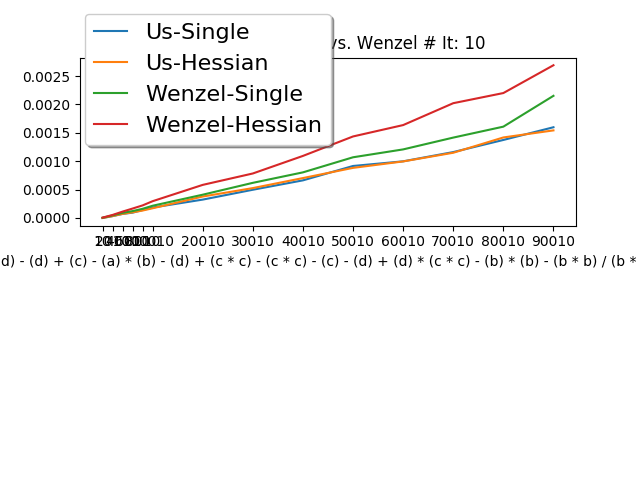 vs. Wenzel # It: 10
Us-Single
Us-Hessian
Wenzel-Single
Wenzel-Hessian
0.0025
0.0020
0.0015
0.0010
0.0005
0.0000
20010 30010 40010 50010 60010 70010 80010 90010
d) - (d) + (c) - (a) * (b) - (d) + (c * c) - (c * c) - (c) - (d) + (d) * (c * c) - (b) * (b) - (b * b) / (b *